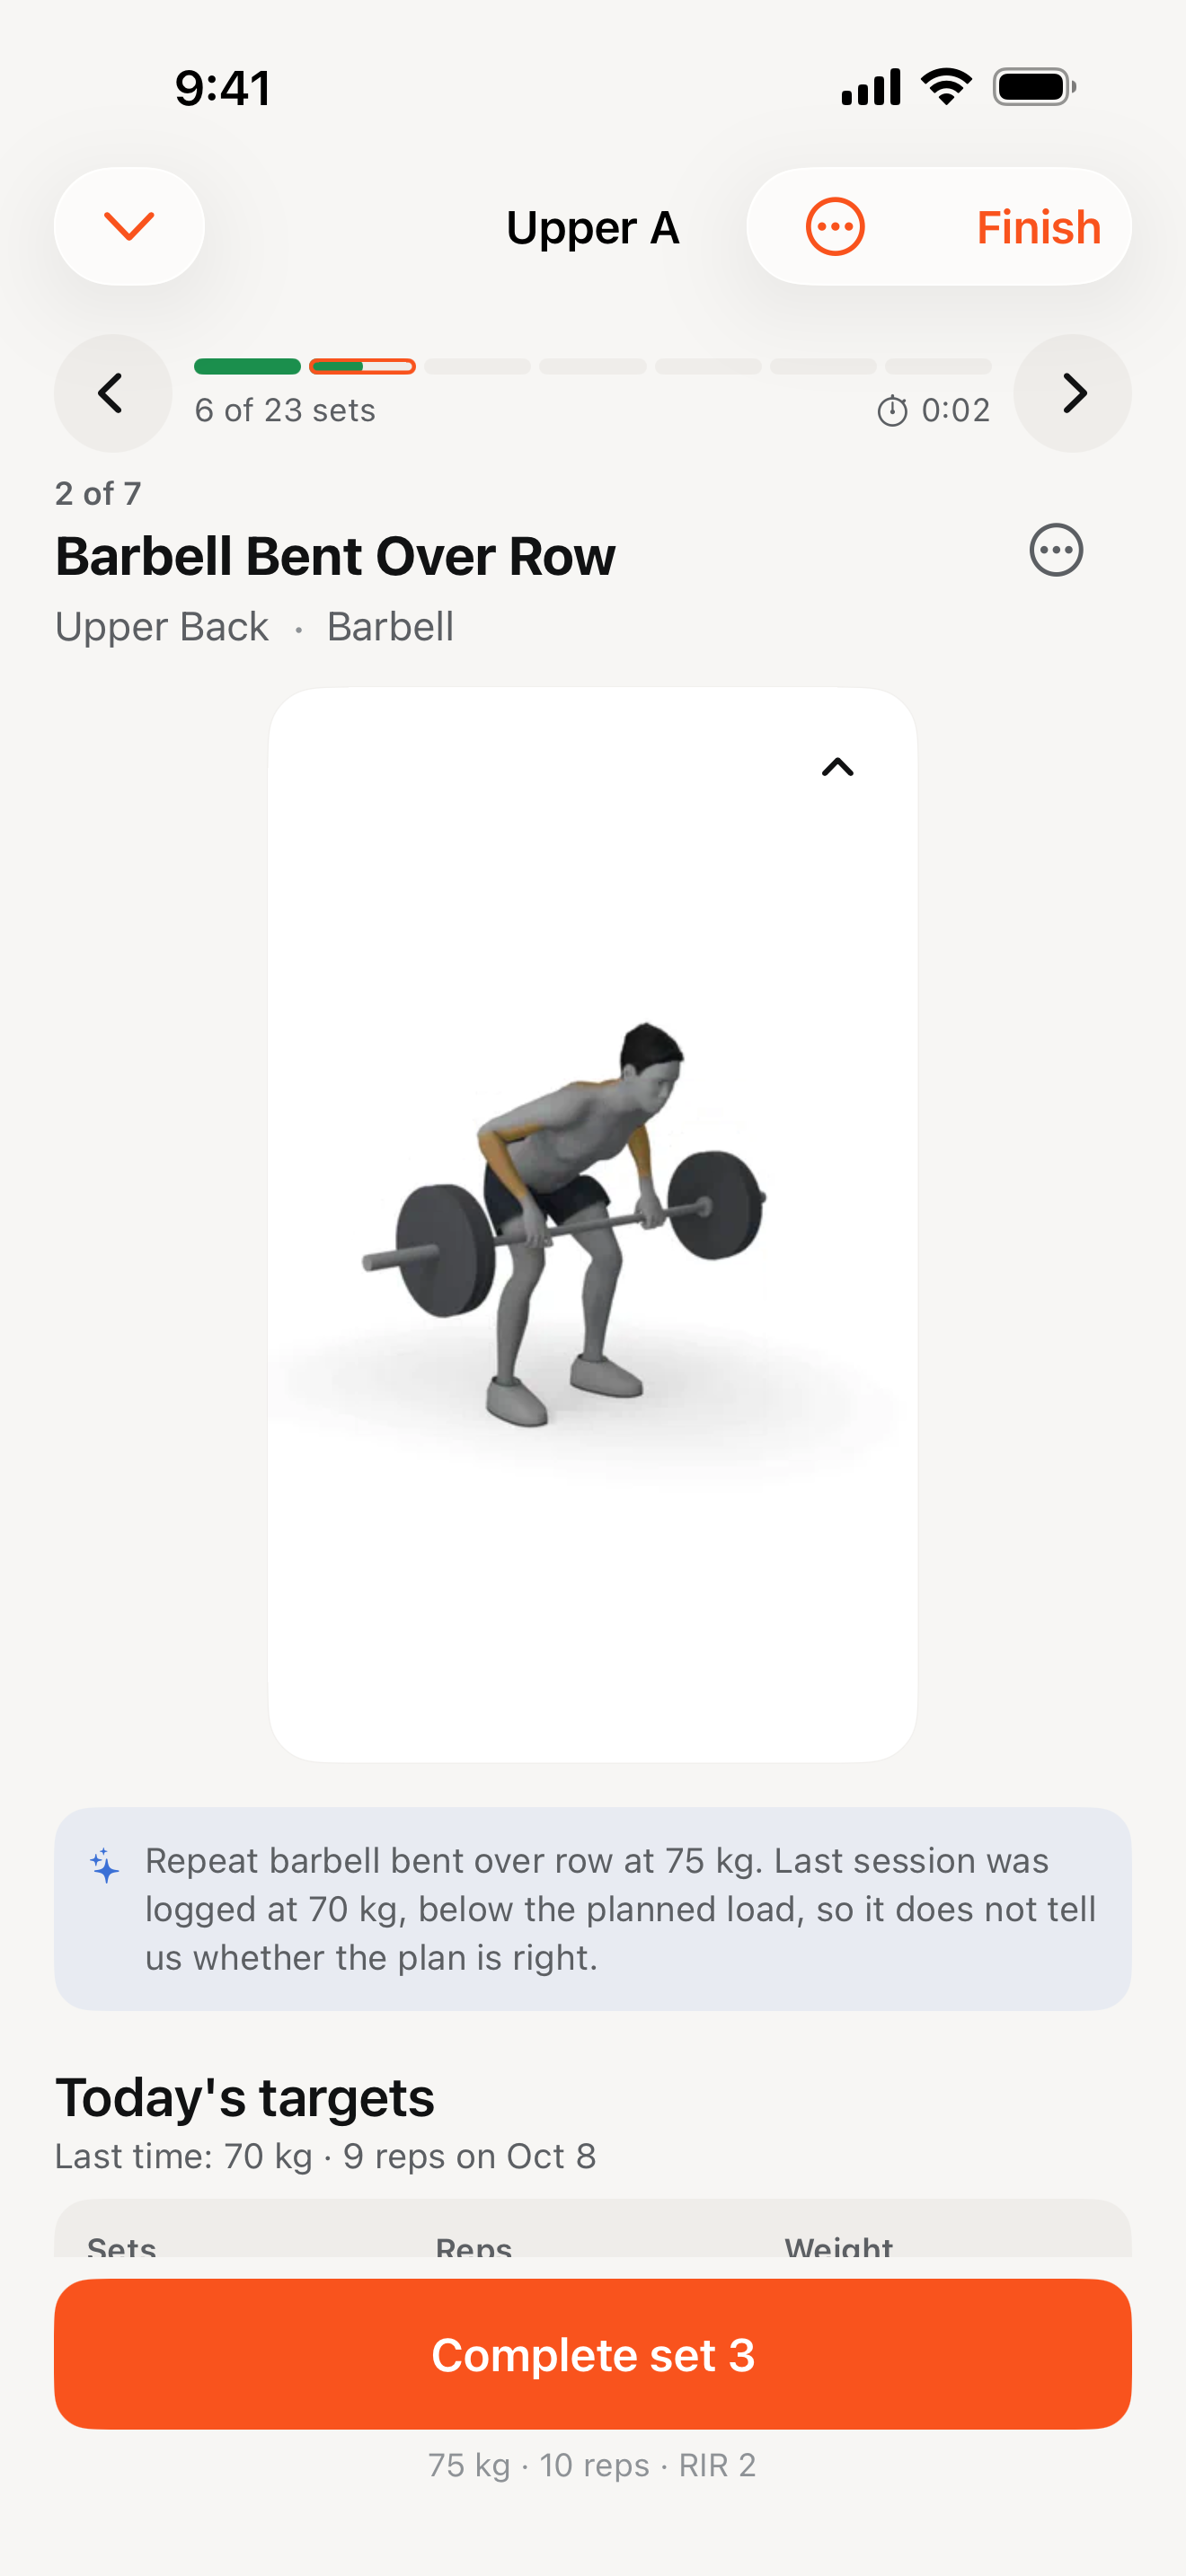 9:41
Upper A
Finish
6 of 23 sets
0:02
2 of 7
Barbell Bent Over Row
Upper Back · Barbell
Repeat barbell bent over row at 75 kg. Last session was
logged at 70 kg, below the planned load, so it does not tell
us whether the plan is right.
Today's targets
Last time: 70 kg · 9 reps on Oct 8
Sets Reps Weight
Complete set 3
75 kg · 10 reps · RIR 2